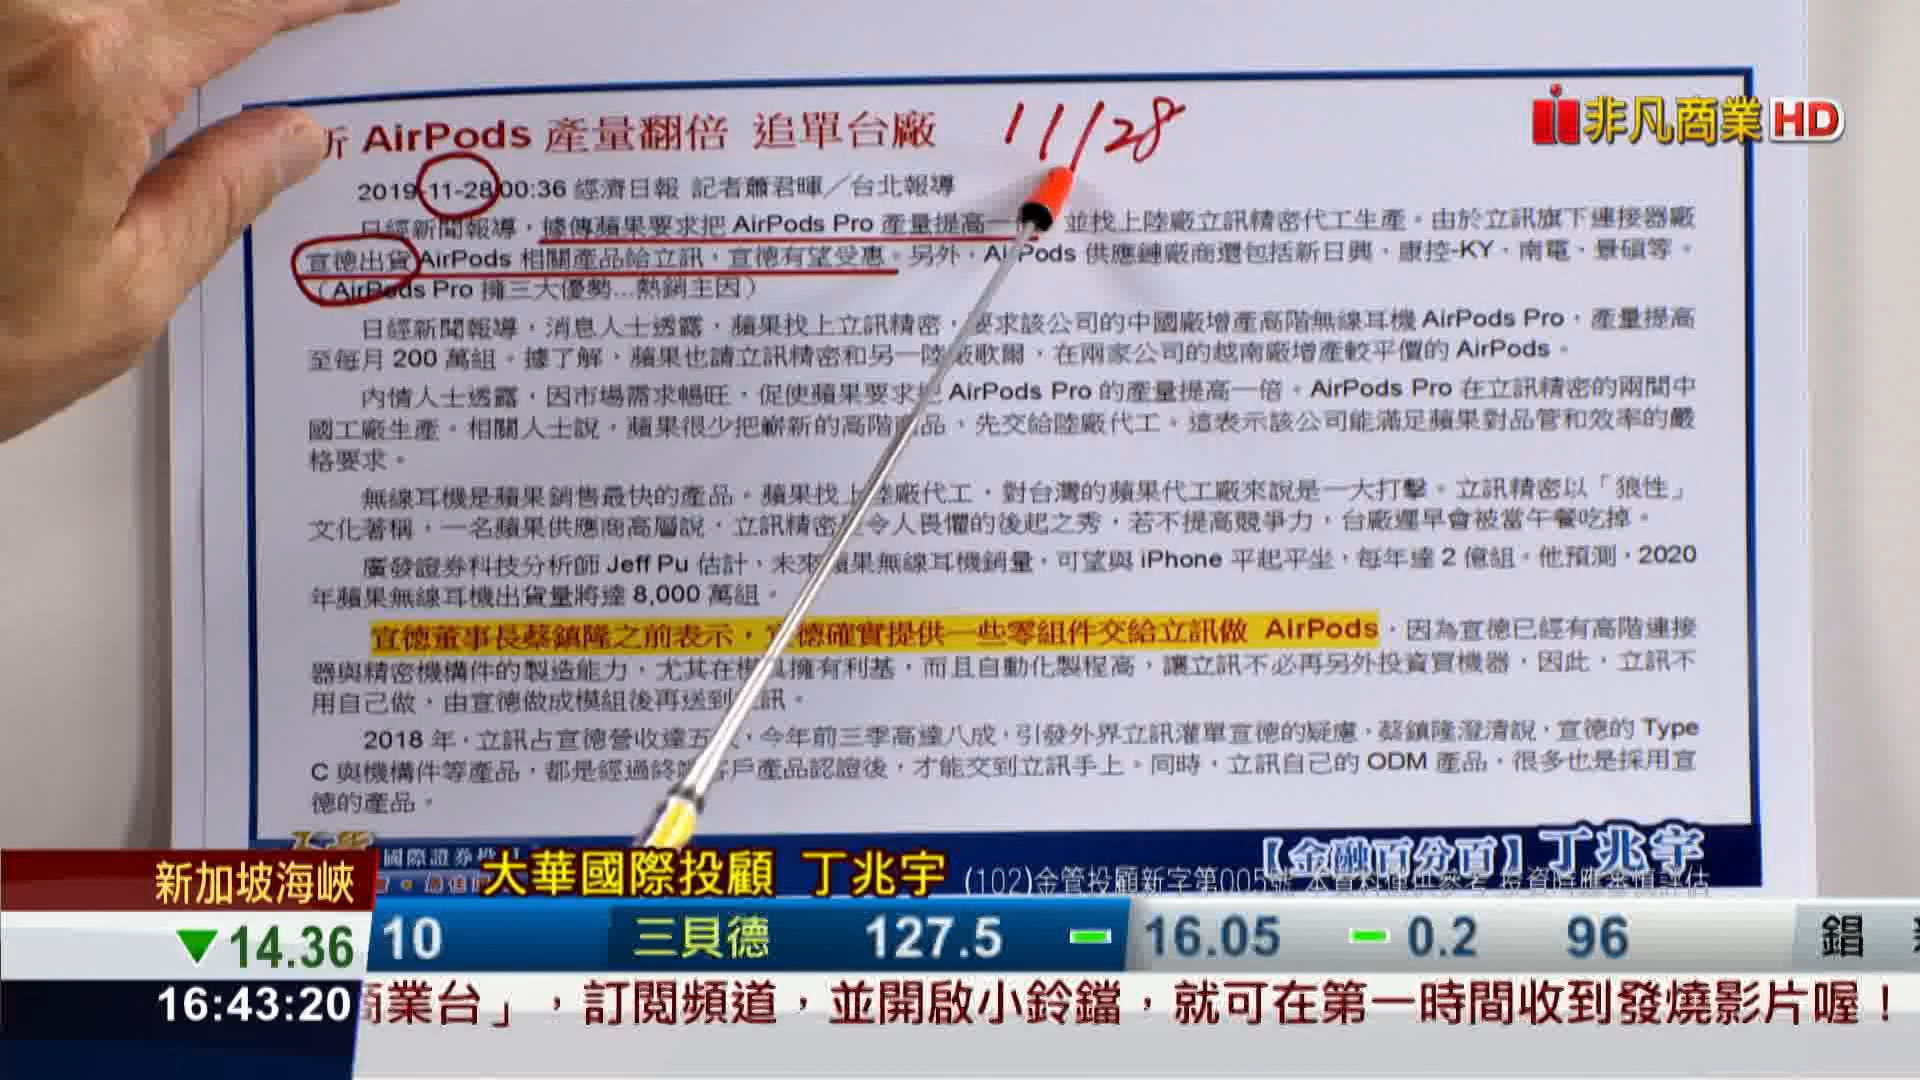 新 AirPods 產量翻倍 追單台廠
11/28
非凡商業 HD
2019-11-28 00:36 經濟日報 記者蕭君暉／台北報導
日經新聞報導，據傳蘋果要求把 AirPods Pro 產量提高一 並找上陸廠立訊精密代工生產。由於立訊旗下連接器廠
宣德出貨 AirPods 相關產品給立訊，宣德有望受惠。另外，AirPods 供應鏈廠商還包括新日興、康控-KY、南電、景碩等。
（AirPods Pro 擁三大優勢...熱銷主因）
日經新聞報導，消息人士透露，蘋果找上立訊精密，要求該公司的中國廠增產高階無線耳機 AirPods Pro，產量提高
至每月 200 萬組。據了解，蘋果也請立訊精密和另一陸廠歌爾，在兩家公司的越南廠增產較平價的 AirPods。
內情人士透露，因市場需求暢旺，促使蘋果要求把 AirPods Pro 的產量提高一倍。AirPods Pro 在立訊精密的兩間中
國工廠生產。相關人士說，蘋果很少把嶄新的高階產品，先交給陸廠代工。這表示該公司能滿足蘋果對品管和效率的嚴
格要求。
無線耳機是蘋果銷售最快的產品。蘋果找上陸廠代工，對台灣的蘋果代工廠來說是一大打擊。立訊精密以「狼性」
文化著稱，一名蘋果供應商高層說，立訊精密是令人畏懼的後起之秀，若不提高競爭力，台廠遲早會被當午餐吃掉。
廣發證券科技分析師 Jeff Pu 估計，未來蘋果無線耳機銷量，可望與 iPhone 平起平坐，每年達 2 億組。他預測，2020
年蘋果無線耳機出貨量將達 8,000 萬組。
宣德董事長蔡鎮隆之前表示，宣德確實提供一些零組件交給立訊做 AirPods，因為宣德已經有高階連接
器與精密機構件的製造能力，尤其在模具擁有利基，而且自動化製程高，讓立訊不必再另外投資買機器，因此，立訊不
用自己做，由宣德做成模組後再送到立訊。
2018 年，立訊占宣德營收達五成，今年前三季高達八成，引發外界立訊灌單宣德的疑慮，蔡鎮隆澄清說，宣德的 Type
C 與機構件等產品，都是經過終端客戶產品認證後，才能交到立訊手上。同時，立訊自己的 ODM 產品，很多也是採用宣
德的產品。
國際證券投
【金融百分百】丁兆宇
大華國際投顧 丁兆宇
(102)金管投顧新字第005號 本資料僅供參考 投資時應審慎評估
新加坡海峽
▼14.36
10 三貝德 127.5 16.05 0.2 96 錩
16:43:20
商業台」，訂閱頻道，並開啟小鈴鐺，就可在第一時間收到發燒影片喔！